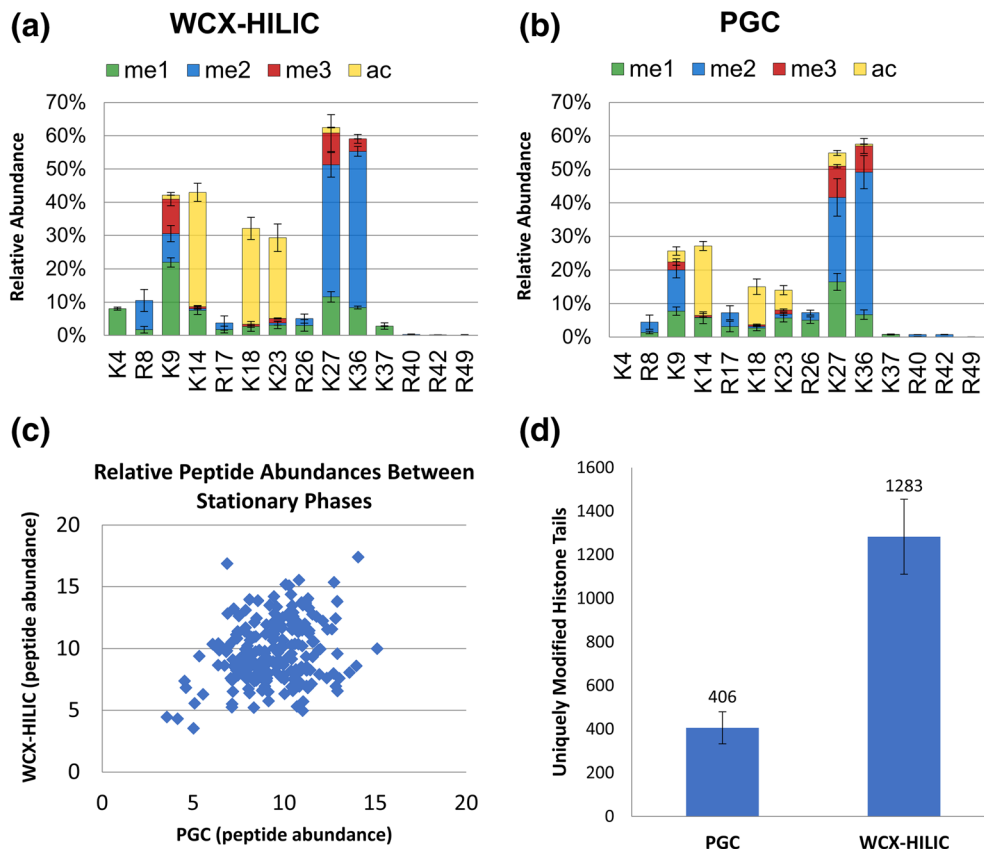 (a)
WCX-HILIC
me1 me2 me3 ac
Relative Abundance
70%
60%
50%
40%
30%
20%
10%
0%
K4 R8 K9 K14 R17 K18 K23 R26 K27 K36 K37 R40 R42 R49
(b)
PGC
me1 me2 me3 ac
Relative Abundance
70%
60%
50%
40%
30%
20%
10%
0%
K4 R8 K9 K14 R17 K18 K23 R26 K27 K36 K37 R40 R42 R49
(c)
Relative Peptide Abundances Between
Stationary Phases
WCX-HILIC (peptide abundance)
20
15
10
5
0
0 5 10 15 20
PGC (peptide abundance)
(d)
Uniquely Modified Histone Tails
1600
1400
1200
1000
800
600
400
200
0
406
1283
PGC WCX-HILIC